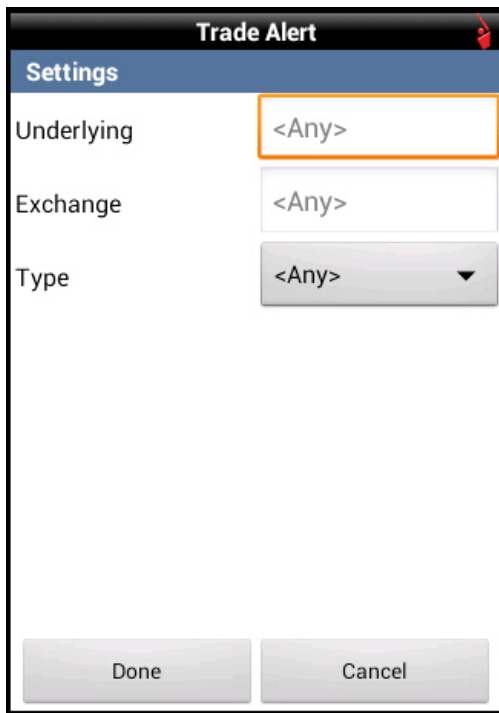 Trade Alert
Settings
Underlying <Any>
Exchange <Any>
Type <Any>
Done Cancel